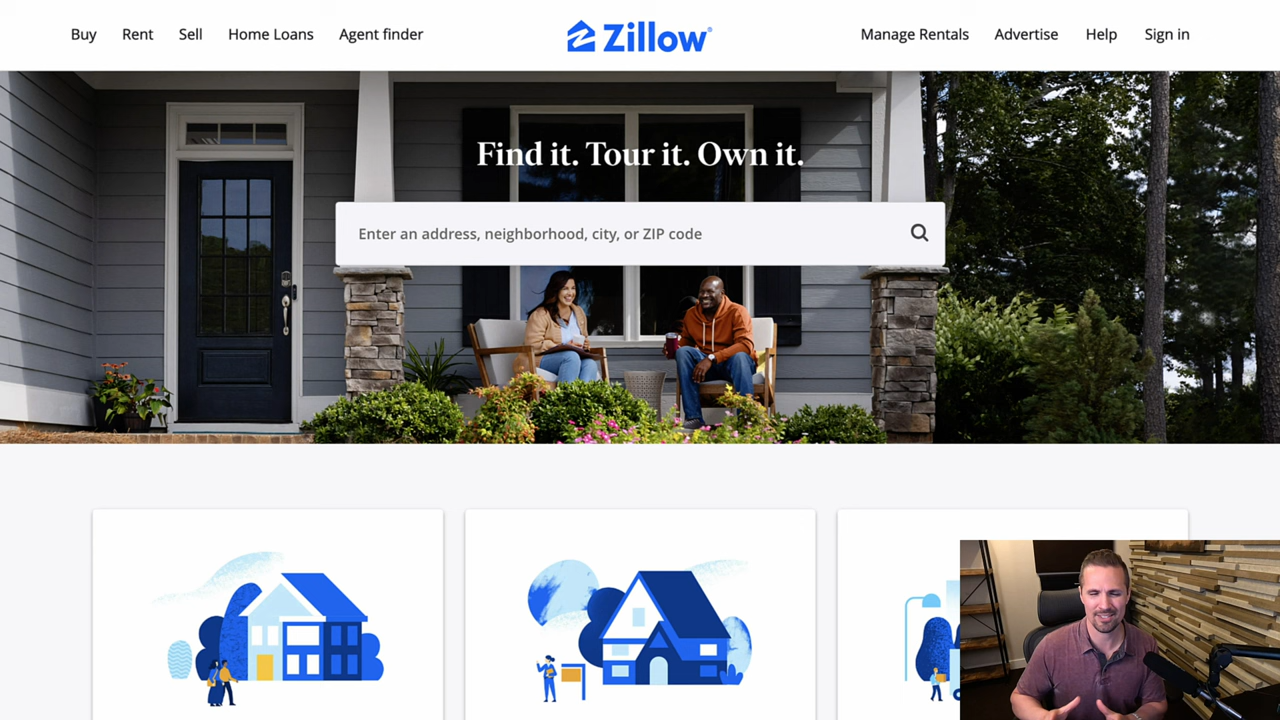 Buy Rent Sell Home Loans Agent finder Zillow® Manage Rentals Advertise Help Sign in
Find it. Tour it. Own it.
Enter an address, neighborhood, city, or ZIP code